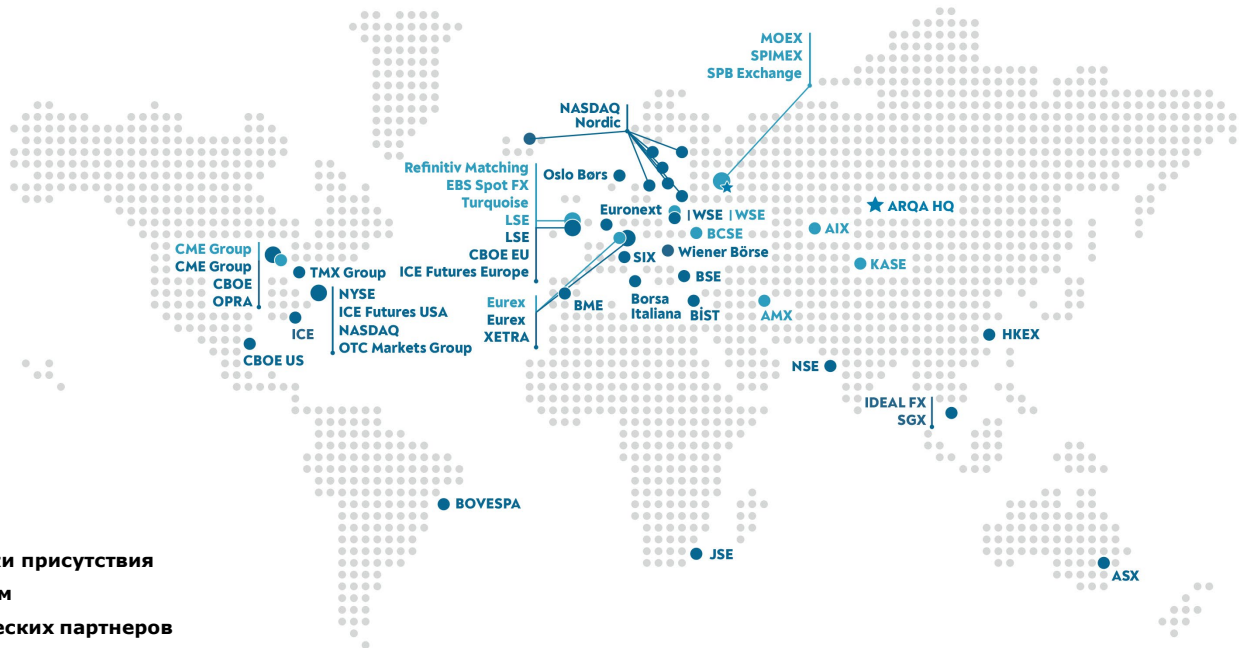 MOEX
SPIMEX
SPB Exchange
NASDAQ
Nordic
Refinitiv Matching
EBS Spot FX
Turquoise
LSE
LSE
CBOE EU
ICE Futures Europe
Oslo Børs
Euronext
WSE
WSE
BCSE
ARQA HQ
AIX
KASE
Wiener Börse
SIX
BSE
CME Group
CME Group
CBOE
OPRA
TMX Group
NYSE
ICE Futures USA
NASDAQ
OTC Markets Group
ICE
CBOE US
Eurex
Eurex
XETRA
BME
Borsa
Italiana
BİST
AMX
HKEX
NSE
IDEAL FX
SGX
BOVESPA
JSE
ASX
присутствия